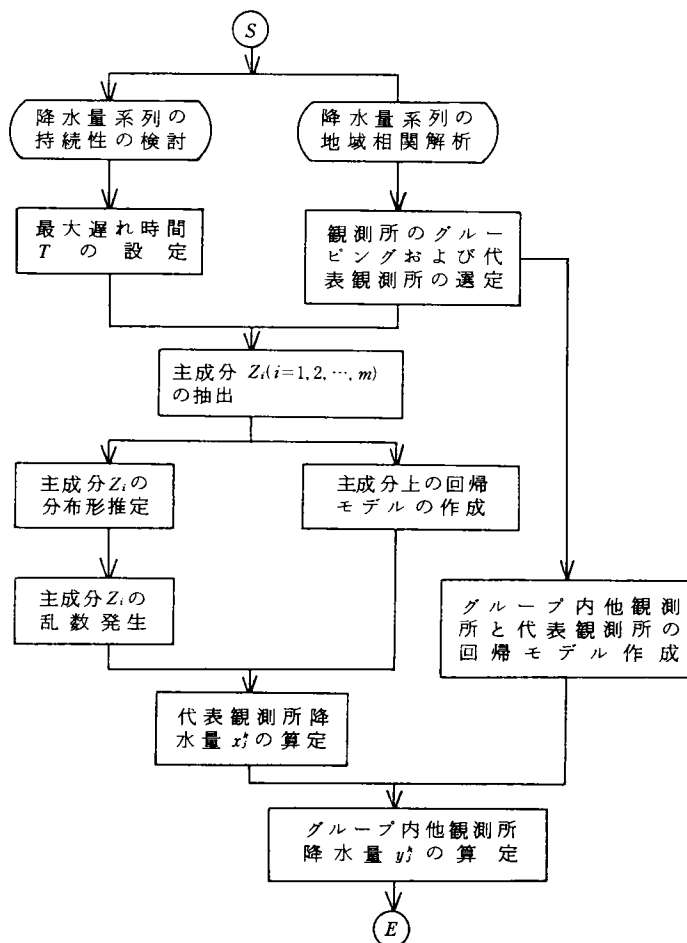 S
降水量系列の
持続性の検討
降水量系列の
地域相関解析
最大遅れ時間
Tの設定
観測所のグルー
ピングおよび代
表観測所の選定
主成分 Zi(i=1,2,…,m)
の抽出
主成分Ziの
分布形推定
主成分上の回帰
モデルの作成
主成分Ziの
乱数発生
グループ内他観測
所と代表観測所の
回帰モデル作成
代表観測所降
水量 x_j^kの算定
グループ内他観測所
降水量 y_j^kの算定
E